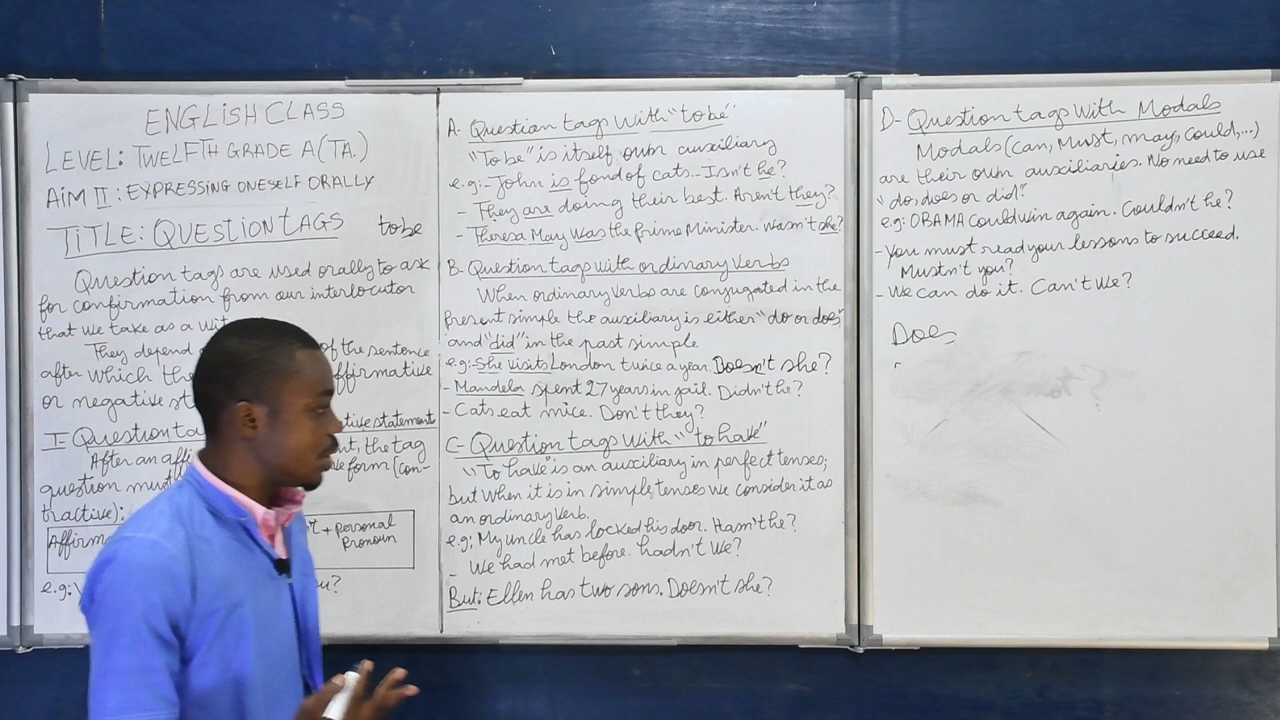 ENGLISH CLASS
LEVEL: TWELFTH GRADE A (TA.)
AIM II: EXPRESSING ONESELF ORALLY
TITLE: QUESTION TAGS to be
Question tags are used orally to ask
for confirmation from our interlocutor
that we take as a
They depend of the sentence
after which the affirmative
or negative
I- Question statement
After an the tag
question must form (con-
tractive):
+ personal
pronoun
e.g:
A- Question tags with "to be"
"To be" is itself own auxiliary
e.g: - John is fond of cats. - Isn't he?
- They are doing their best. Aren't they?
- Theresa May was the prime Minister. Wasn't she?
B- Question tags with ordinary verbs
When ordinary verbs are conjugated in the
present simple the auxiliary is either "do or does"
and "did" in the past simple
e.g: - She visits London twice a year. Doesn't she?
- Mandela spent 27 years in jail. Didn't he?
- Cats eat mice. Don't they?
C- Question tags with "to have"
"To have" is an auxiliary in perfect tenses;
but when it is in simple tenses we consider it as
an ordinary verb.
e.g: My uncle has locked his door. Hasn't he?
- We had met before. hadn't we?
But: Ellen has two sons. Doesn't she?
D- Question tags with Modals
Modals (can, Must, may, could, ...)
are their own auxiliaries. No need to use
"do, does or did".
e.g: OBAMA could win again. Couldn't he?
- You must read your lessons to succeed.
Mustn't you?
- We can do it. Can't we?
Does